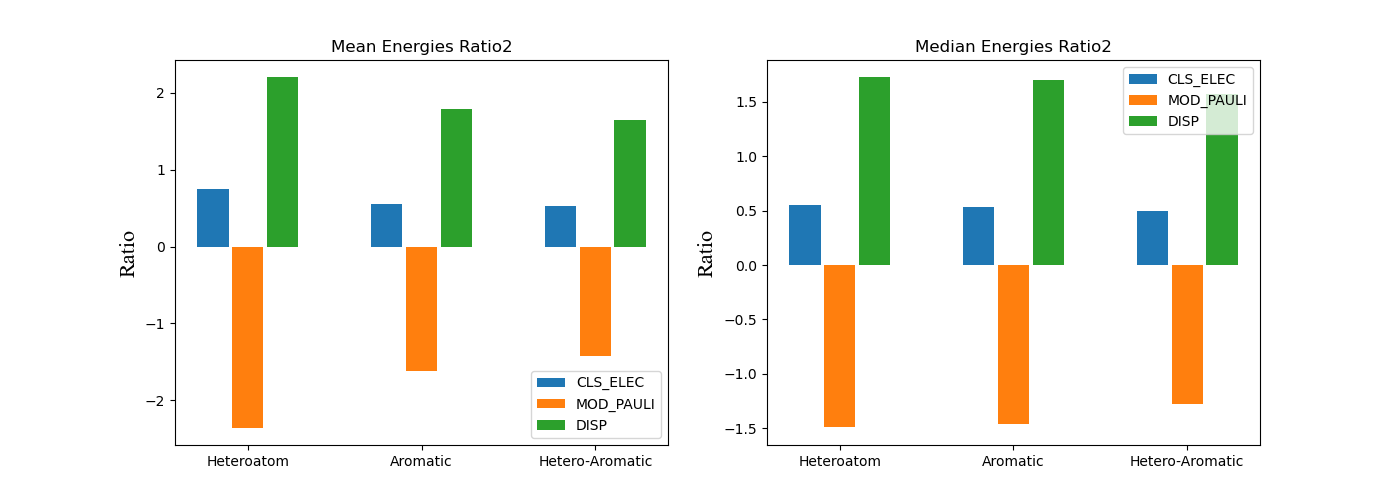 Mean Energies Ratio2
Ratio
2
1
0
−1
−2
Heteroatom
Aromatic
Hetero-Aromatic
CLS_ELEC
MOD_PAULI
DISP
Median Energies Ratio2
Ratio
1.5
1.0
0.5
0.0
−0.5
−1.0
−1.5
Heteroatom
Aromatic
Hetero-Aromatic
CLS_ELEC
MOD_PAULI
DISP